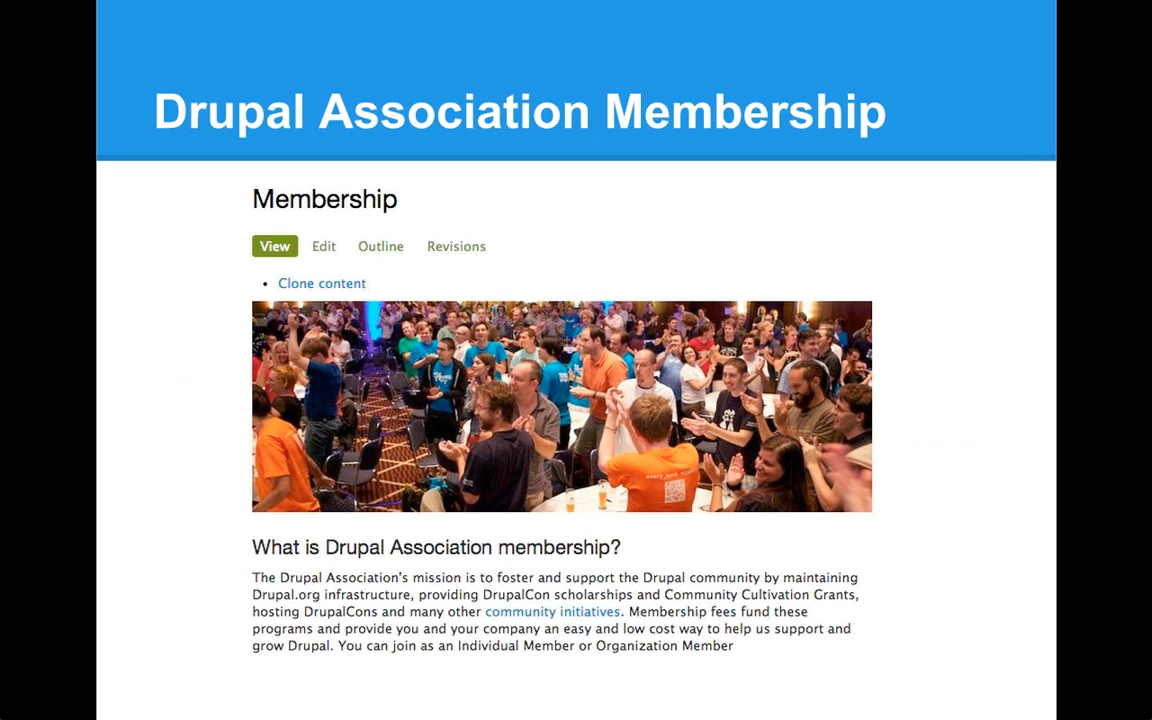 Drupal Association Membership
Membership
View Edit Outline Revisions
• Clone content
What is Drupal Association membership?
The Drupal Association's mission is to foster and support the Drupal community by maintaining
Drupal.org infrastructure, providing DrupalCon scholarships and Community Cultivation Grants,
hosting DrupalCons and many other community initiatives. Membership fees fund these
programs and provide you and your company an easy and low cost way to help us support and
grow Drupal. You can join as an Individual Member or Organization Member